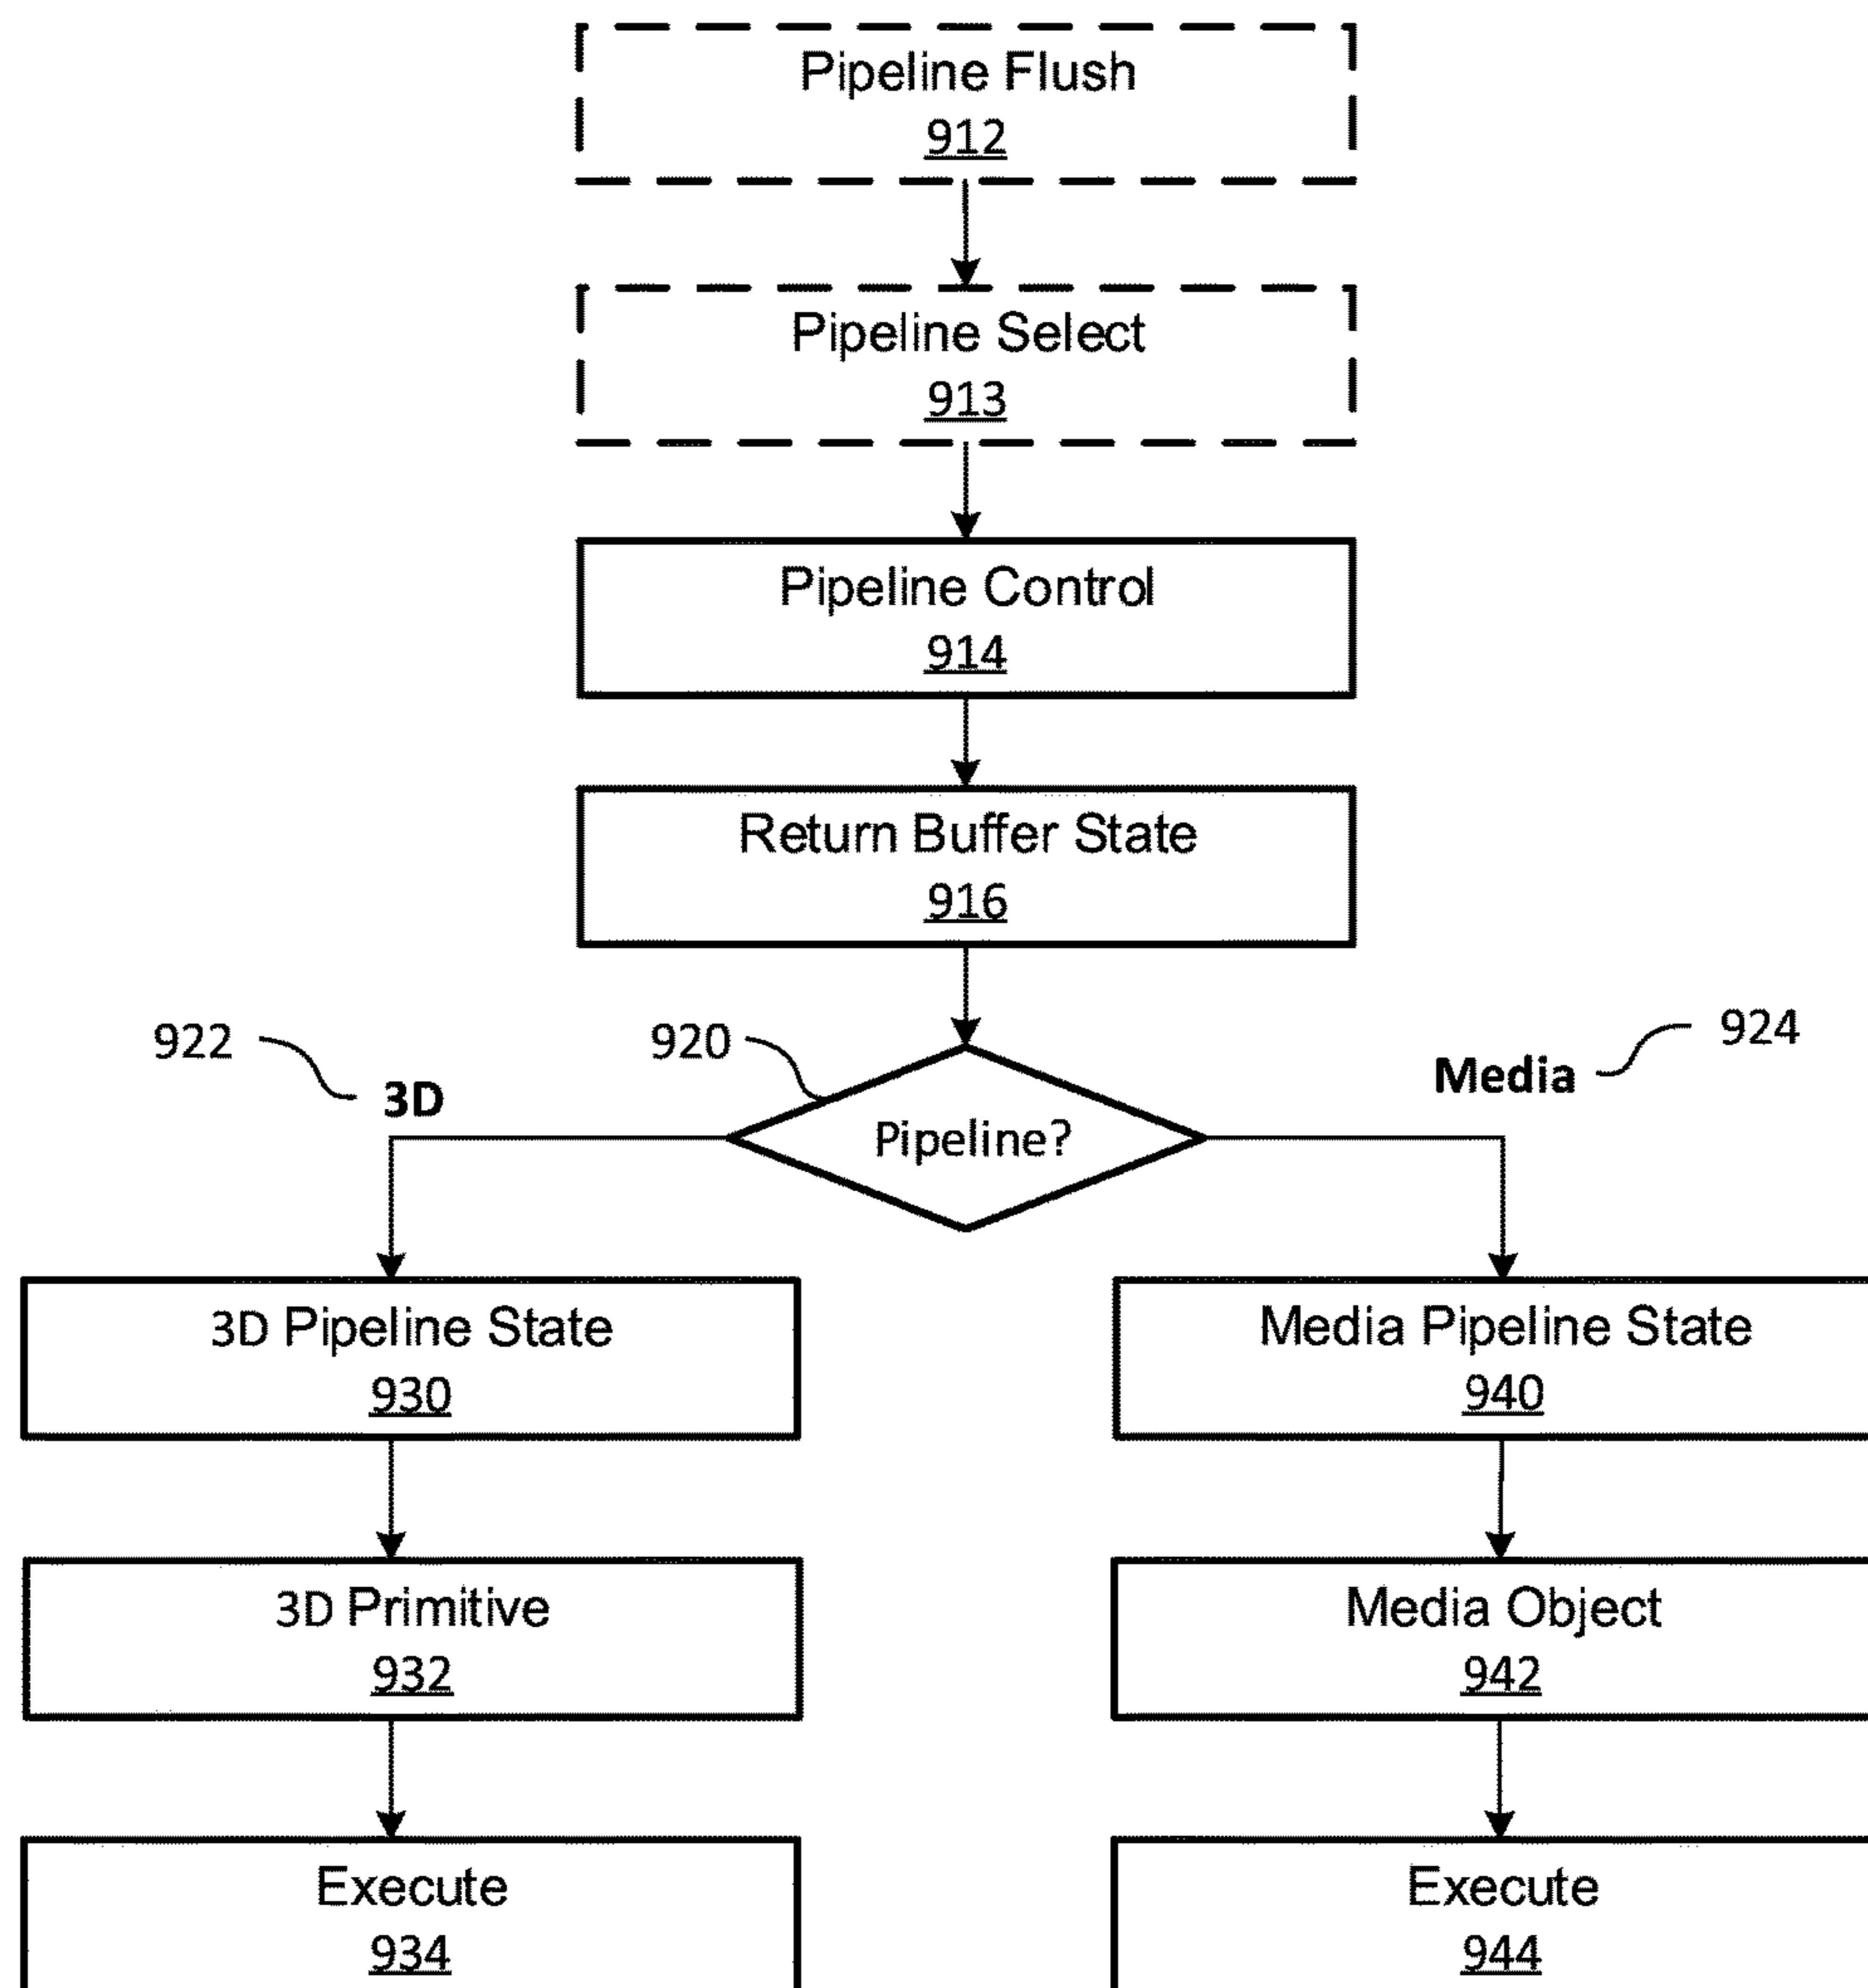 Pipeline Flush
912
Pipeline Select
913
Pipeline Control
914
Return Buffer State
916
922
920
924
3D
Media
Pipeline?
3D Pipeline State
930
Media Pipeline State
940
3D Primitive
932
Media Object
942
Execute
934
Execute
944